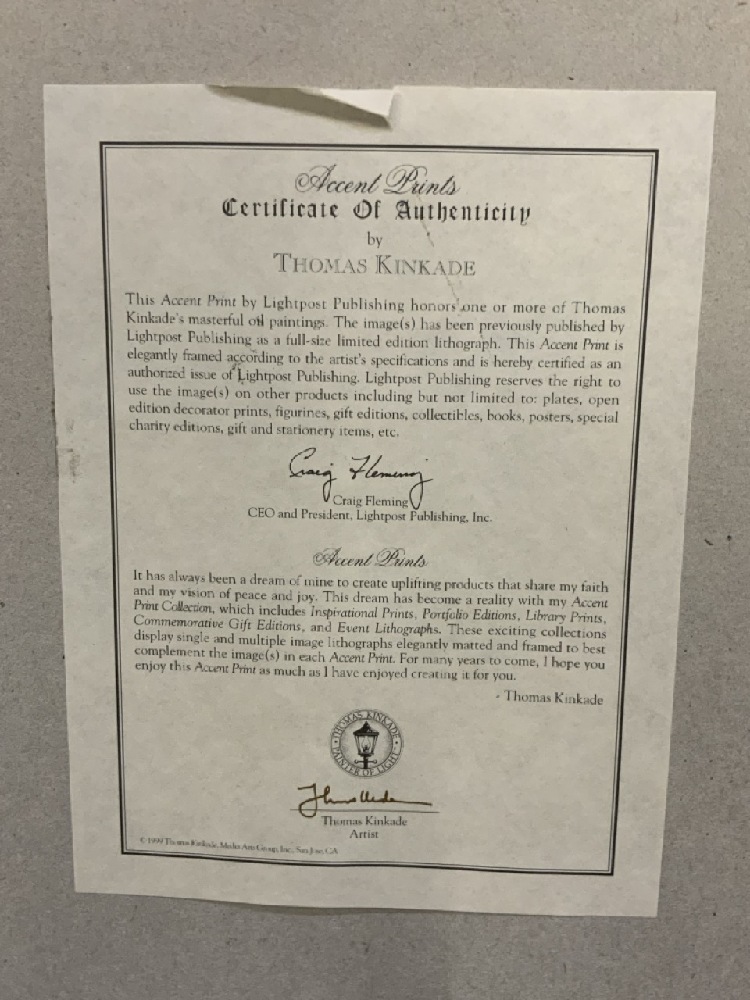 Accent Prints
Certificate Of Authenticity
by
THOMAS KINKADE
This Accent Print by Lightpost Publishing honors one or more of Thomas
Kinkade's masterful oil paintings. The image(s) has been previously published by
Lightpost Publishing as a full-size limited edition lithograph. This Accent Print is
elegantly framed according to the artist's specifications and is hereby certified as an
authorized issue of Lightpost Publishing. Lightpost Publishing reserves the right to
use the image(s) on other products including but not limited to: plates, open
edition decorator prints, figurines, gift editions, collectibles, books, posters, special
charity editions, gift and stationery items, etc.
Craig Fleming
Craig Fleming
CEO and President, Lightpost Publishing, Inc.
Accent Prints
It has always been a dream of mine to create uplifting products that share my faith
and my vision of peace and joy. This dream has become a reality with my Accent
Print Collection, which includes Inspirational Prints, Portfolio Editions, Library Prints,
Commemorative Gift Editions, and Event Lithographs. These exciting collections
display single and multiple image lithographs elegantly matted and framed to best
complement the image(s) in each Accent Print. For many years to come, I hope you
enjoy this Accent Print as much as I have enjoyed creating it for you.
- Thomas Kinkade
THOMAS KINKADE
PAINTER OF LIGHT
Thomas Kinkade
Artist
© 1999 Thomas Kinkade, Media Arts Group, Inc., San Jose, CA